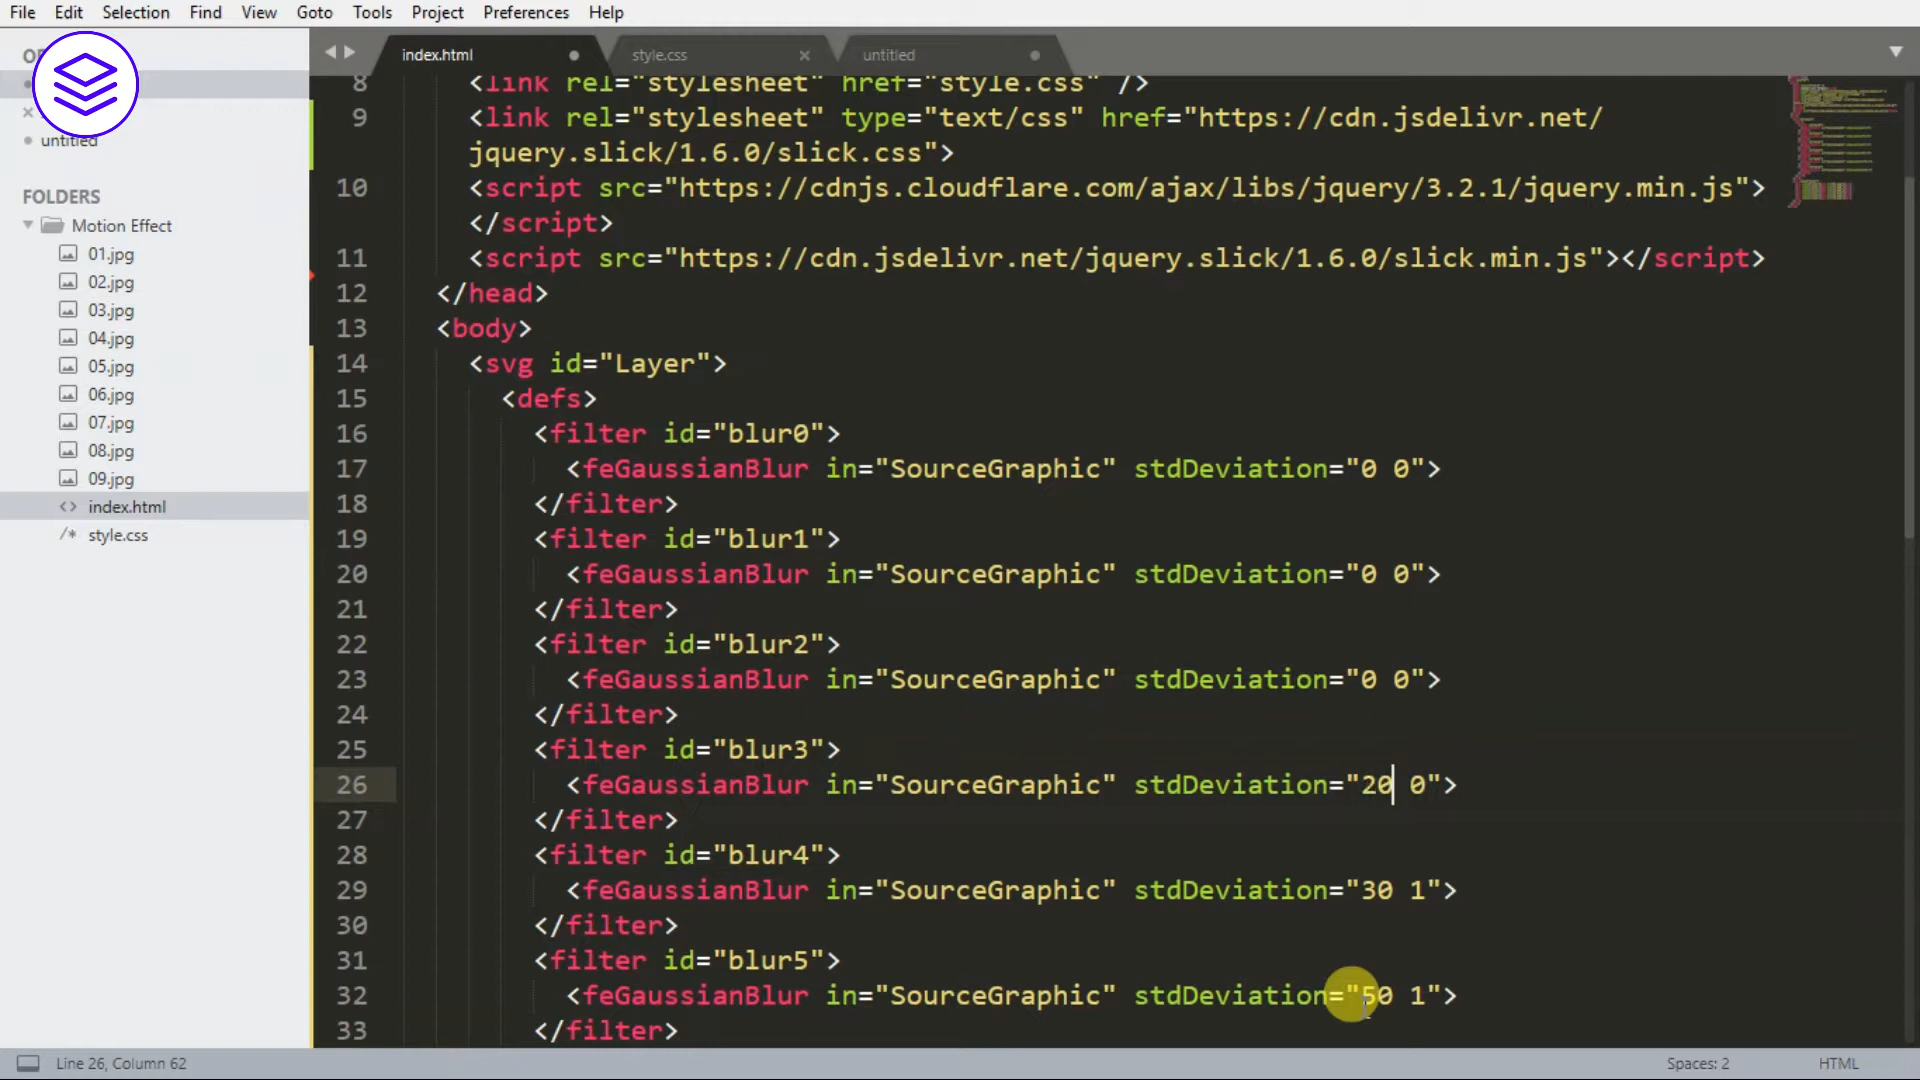 File Edit Selection Find View Goto Tools Project Preferences Help
index.html
style.css
untitled
untitled
FOLDERS
Motion Effect
01.jpg
02.jpg
03.jpg
04.jpg
05.jpg
06.jpg
07.jpg
08.jpg
09.jpg
<> index.html
/* style.css
8 <link rel="stylesheet" href="style.css" />
9 <link rel="stylesheet" type="text/css" href="https://cdn.jsdelivr.net/
jquery.slick/1.6.0/slick.css">
10 <script src="https://cdnjs.cloudflare.com/ajax/libs/jquery/3.2.1/jquery.min.js">
</script>
11 <script src="https://cdn.jsdelivr.net/jquery.slick/1.6.0/slick.min.js"></script>
12 </head>
13 <body>
14 <svg id="Layer">
15 <defs>
16 <filter id="blur0">
17 <feGaussianBlur in="SourceGraphic" stdDeviation="0 0">
18 </filter>
19 <filter id="blur1">
20 <feGaussianBlur in="SourceGraphic" stdDeviation="0 0">
21 </filter>
22 <filter id="blur2">
23 <feGaussianBlur in="SourceGraphic" stdDeviation="0 0">
24 </filter>
25 <filter id="blur3">
26 <feGaussianBlur in="SourceGraphic" stdDeviation="20 0">
27 </filter>
28 <filter id="blur4">
29 <feGaussianBlur in="SourceGraphic" stdDeviation="30 1">
30 </filter>
31 <filter id="blur5">
32 <feGaussianBlur in="SourceGraphic" stdDeviation="50 1">
33 </filter>
Line 26, Column 62
Spaces: 2
HTML